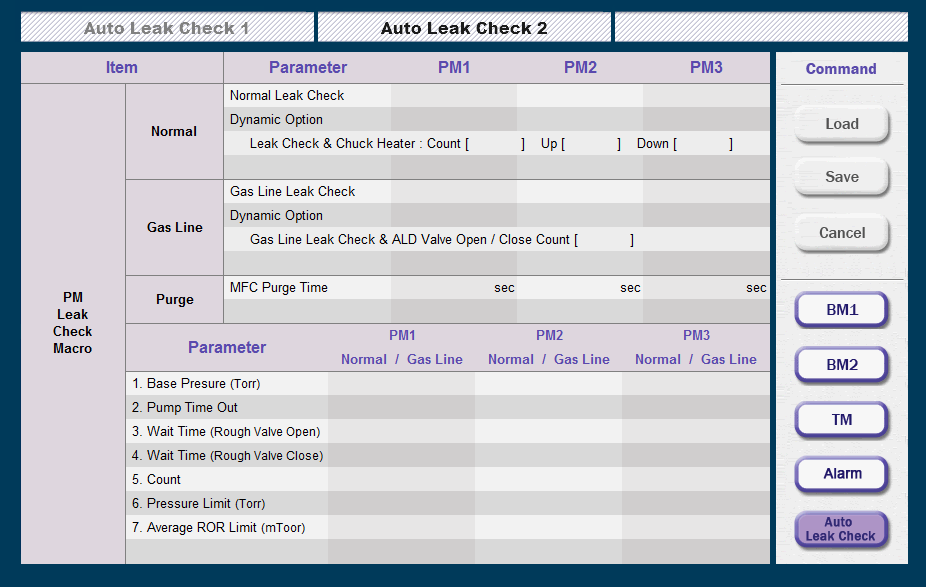 Auto Leak Check 1
Auto Leak Check 2
Item Parameter PM1 PM2 PM3
Command
Normal
Normal Leak Check
Dynamic Option
Leak Check & Chuck Heater : Count [ ] Up [ ] Down [ ]
Gas Line
Gas Line Leak Check
Dynamic Option
Gas Line Leak Check & ALD Valve Open / Close Count [ ]
Purge
MFC Purge Time sec sec sec
PM
Leak
Check
Macro
Parameter
PM1 PM2 PM3
Normal / Gas Line Normal / Gas Line Normal / Gas Line
1. Base Presure (Torr)
2. Pump Time Out
3. Wait Time (Rough Valve Open)
4. Wait Time (Rough Valve Close)
5. Count
6. Pressure Limit (Torr)
7. Average ROR Limit (mToor)
Load
Save
Cancel
BM1
BM2
TM
Alarm
Auto
Leak Check